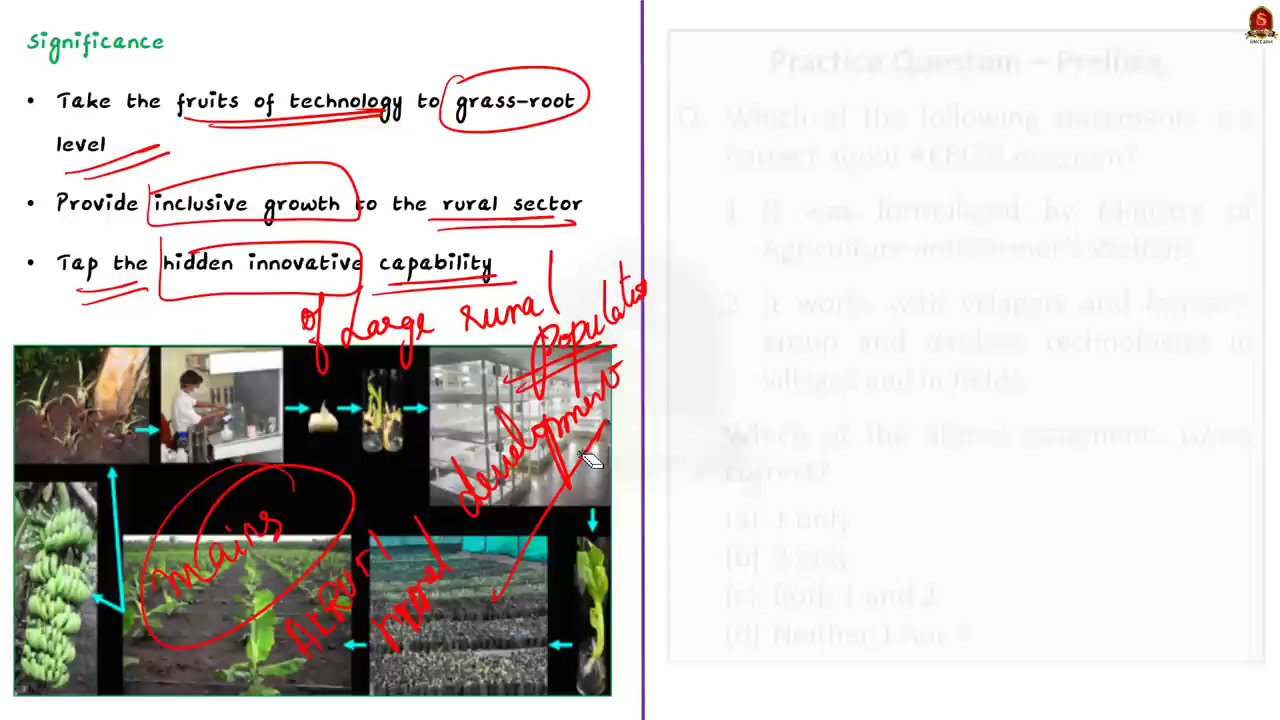 Significance
• Take the fruits of technology to grass-root
level
• Provide inclusive growth to the rural sector
• Tap the hidden innovative capability
of Large rural
population
development
mains
AKRUTI
rural
S
SINCE 2004
Practice Question – Prelims
Q. Which of the following statements are
correct about AKRUTI program?
1. It was formulated by Ministry of
Agriculture and Farmer's Welfare
2. It works with villagers and farmers
group and deploys technologies in
villages and in fields
Which of the above statements is/are
correct?
(a) 1 only
(b) 2 only
(c) Both 1 and 2
(d) Neither 1 nor 2